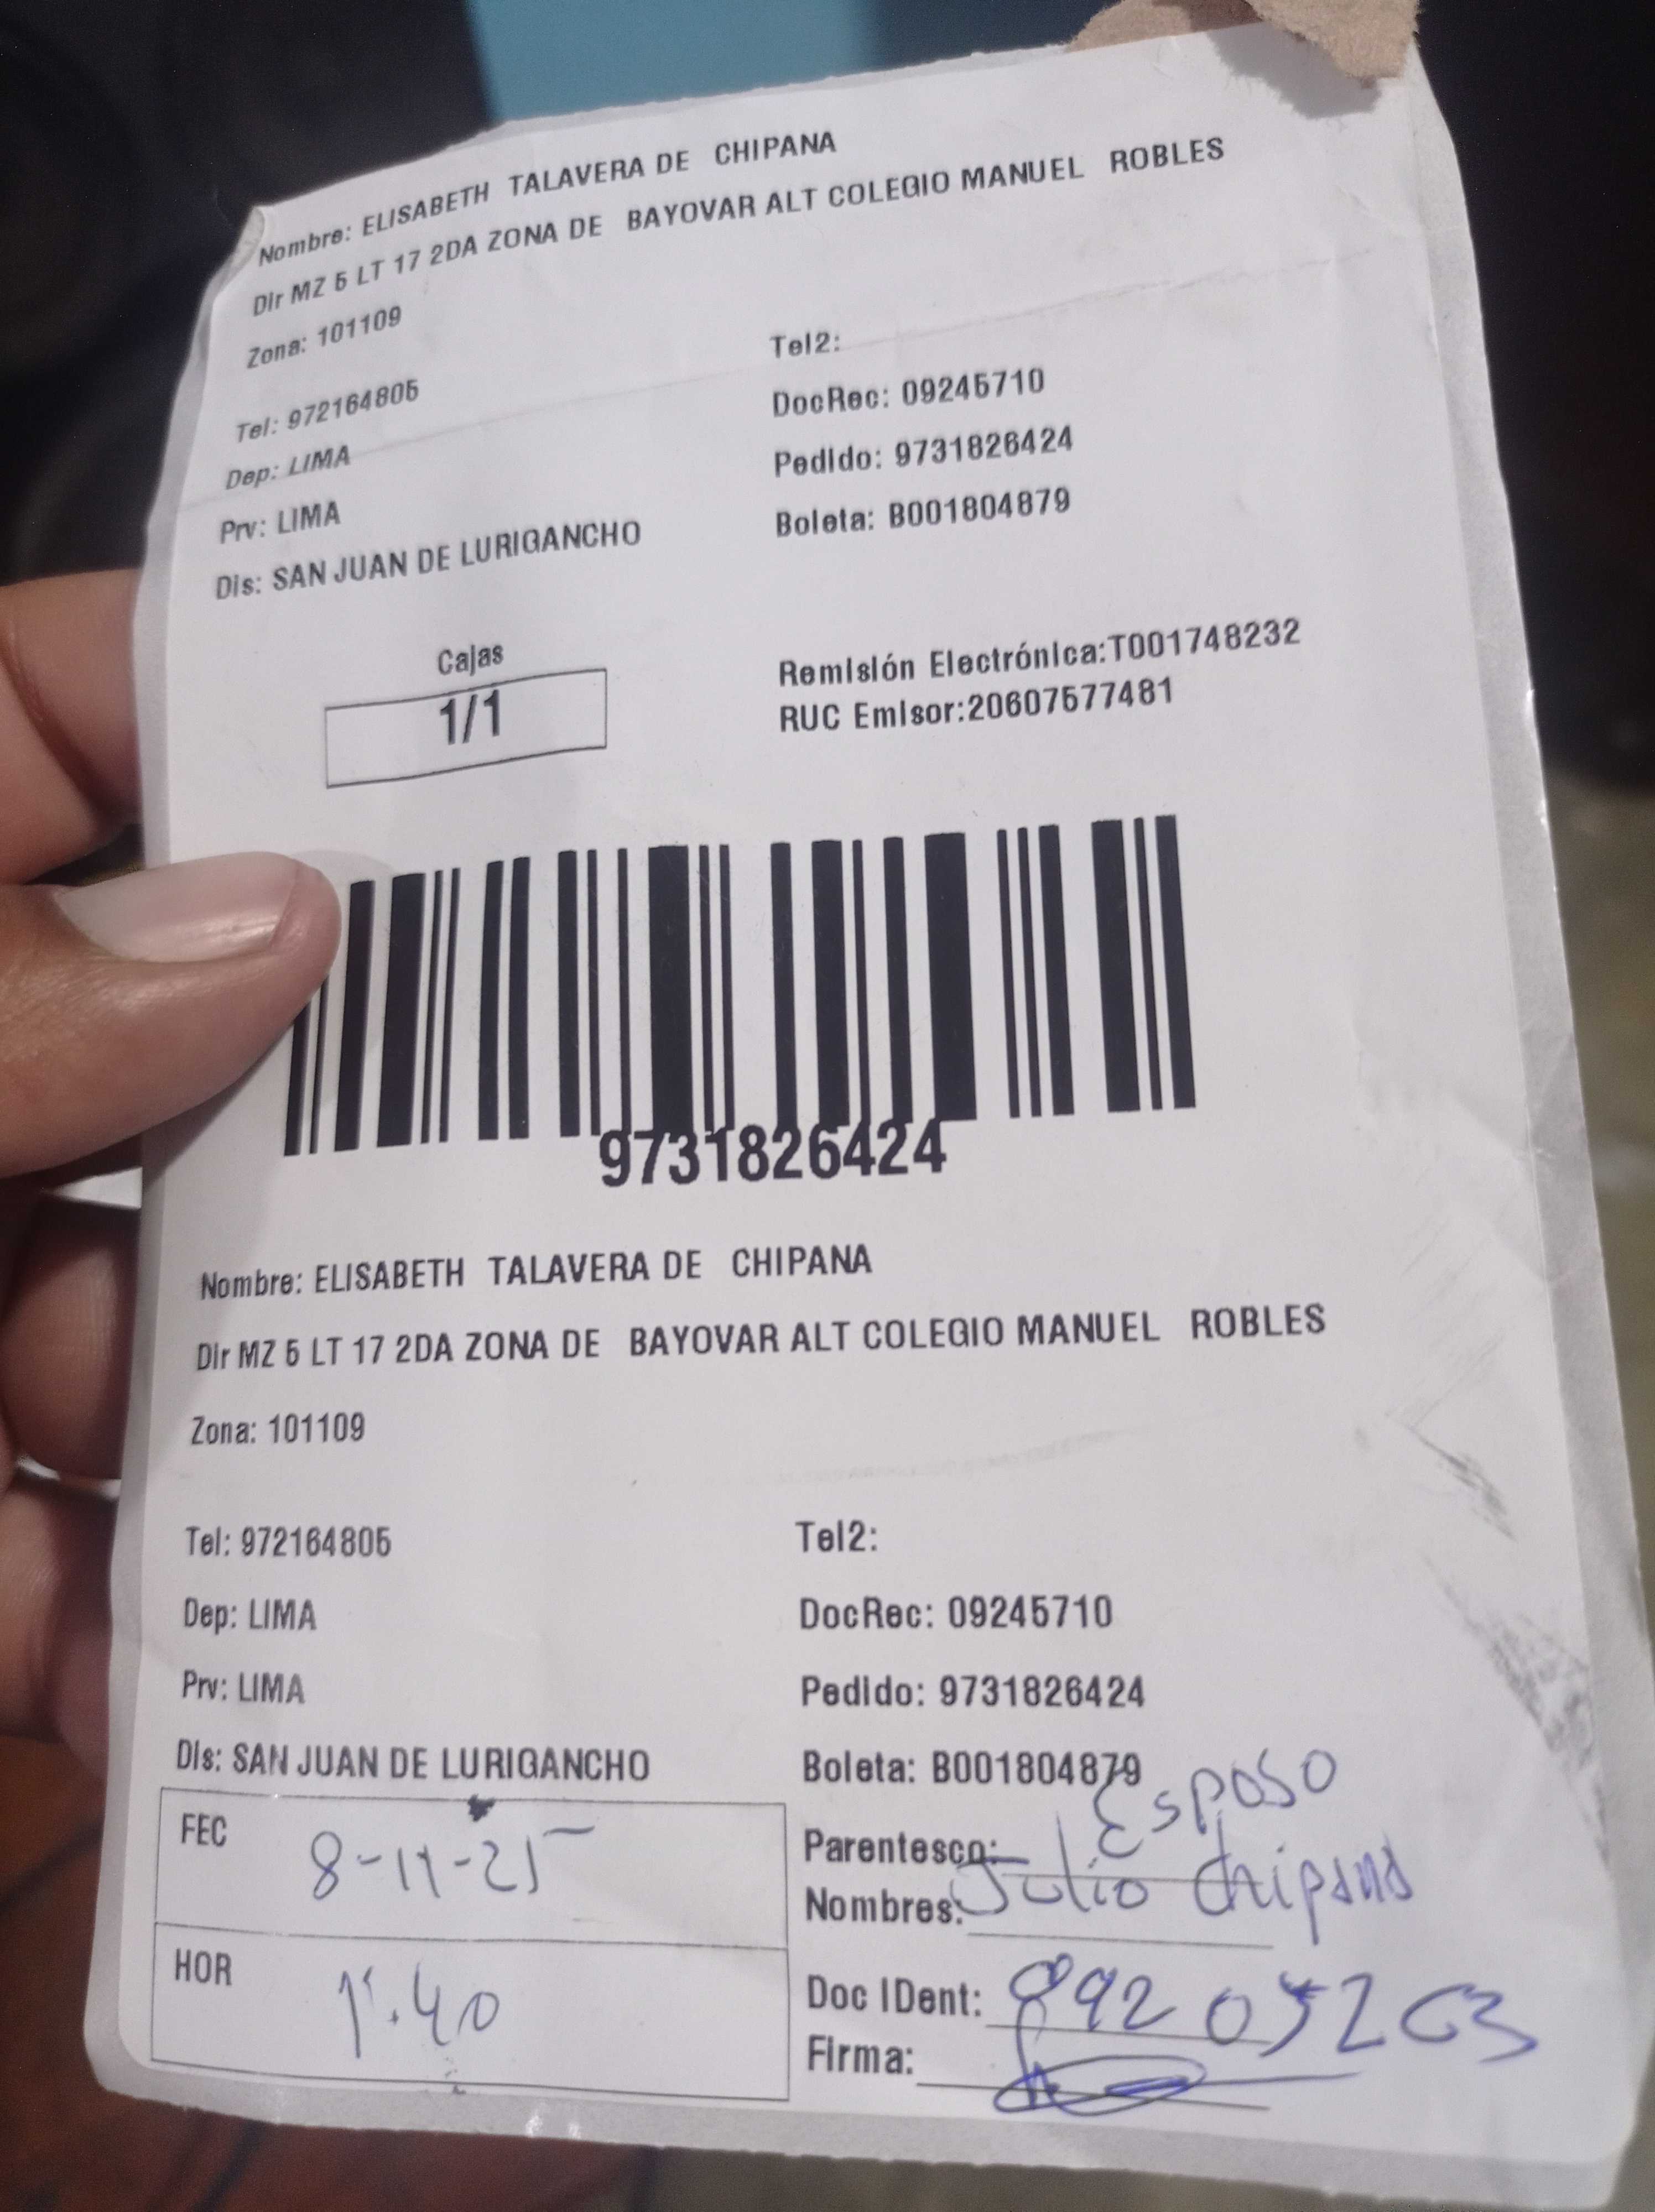 Nombre: ELISABETH TALAVERA DE CHIPANA
Dir MZ 5 LT 17 2DA ZONA DE BAYOVAR ALT COLEGIO MANUEL ROBLES
Zona: 101109
Tel: 972164805
Tel2:
Dep: LIMA
DocRec: 09245710
Prv: LIMA
Pedido: 9731826424
Dis: SAN JUAN DE LURIGANCHO
Boleta: B001804879
Cajas
1/1
Remisión Electrónica:T001748232
RUC Emisor:20607577481
9731826424
Nombre: ELISABETH TALAVERA DE CHIPANA
Dir MZ 5 LT 17 2DA ZONA DE BAYOVAR ALT COLEGIO MANUEL ROBLES
Zona: 101109
Tel: 972164805
Tel2:
Dep: LIMA
DocRec: 09245710
Prv: LIMA
Pedido: 9731826424
Dis: SAN JUAN DE LURIGANCHO
Boleta: B001804879
FEC 8-11-25
Parentesco: Esposo
Nombres: Julio Chipana
HOR 1:40
Doc IDent:
Firma: